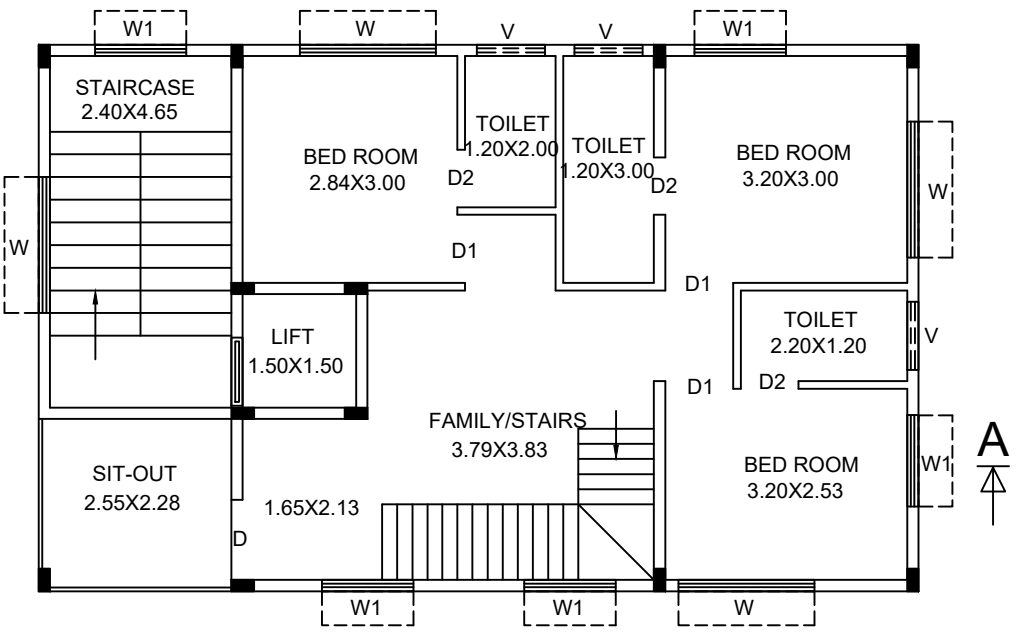 W1
W
V
V
W1
STAIRCASE
2.40X4.65
BED ROOM
2.84X3.00
TOILET
1.20X2.00
D2
TOILET
1.20X3.00
D2
BED ROOM
3.20X3.00
W
W
D1
D1
LIFT
1.50X1.50
TOILET
2.20X1.20
V
D1
D2
FAMILY/STAIRS
3.79X3.83
SIT-OUT
2.55X2.28
1.65X2.13
BED ROOM
3.20X2.53
W1
A
D
W1
W1
W